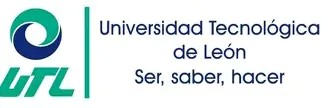 UTL
Universidad Tecnológica
de León
Ser, saber, hacer